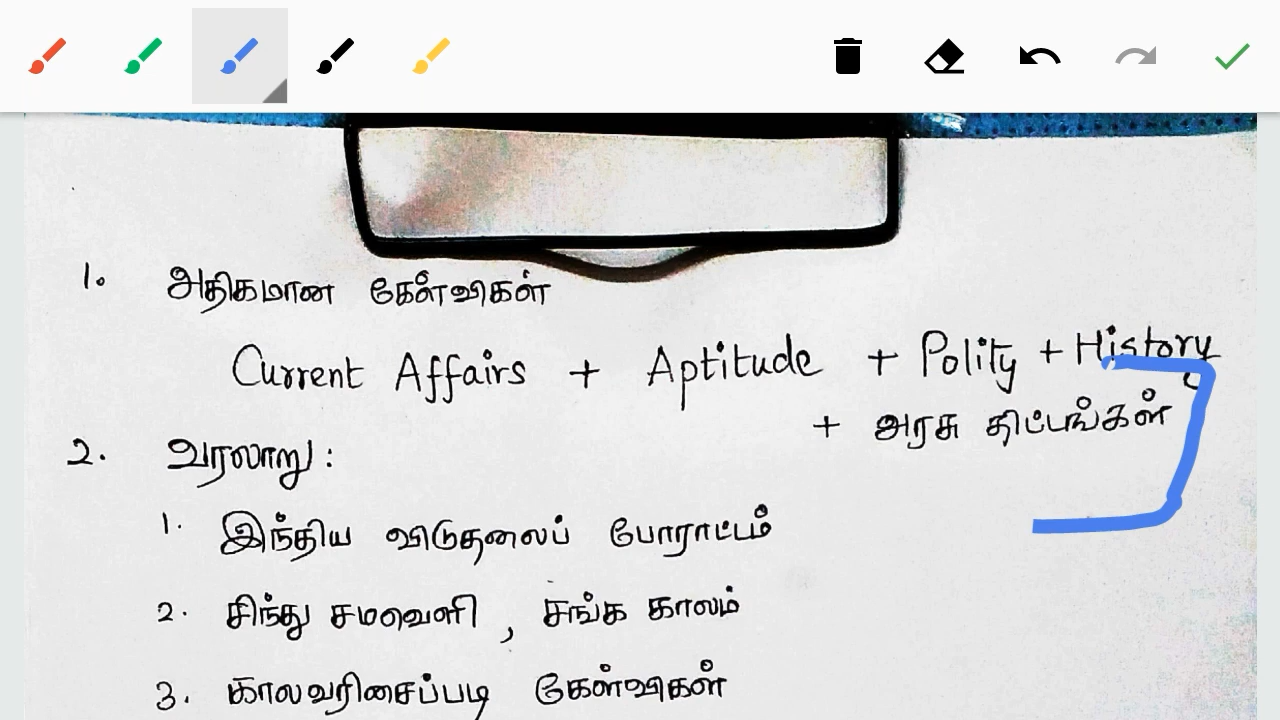 1. அதிகமான கேள்விகள்
Current Affairs + Aptitude + Polity + History
+ அரசு திட்டங்கள்
2. வரலாறு :
1. இந்திய விடுதலைப் போராட்டம்
2. சிந்து சமவெளி , சங்க காலம்
3. காலவரிசைப்படி கேள்விகள்